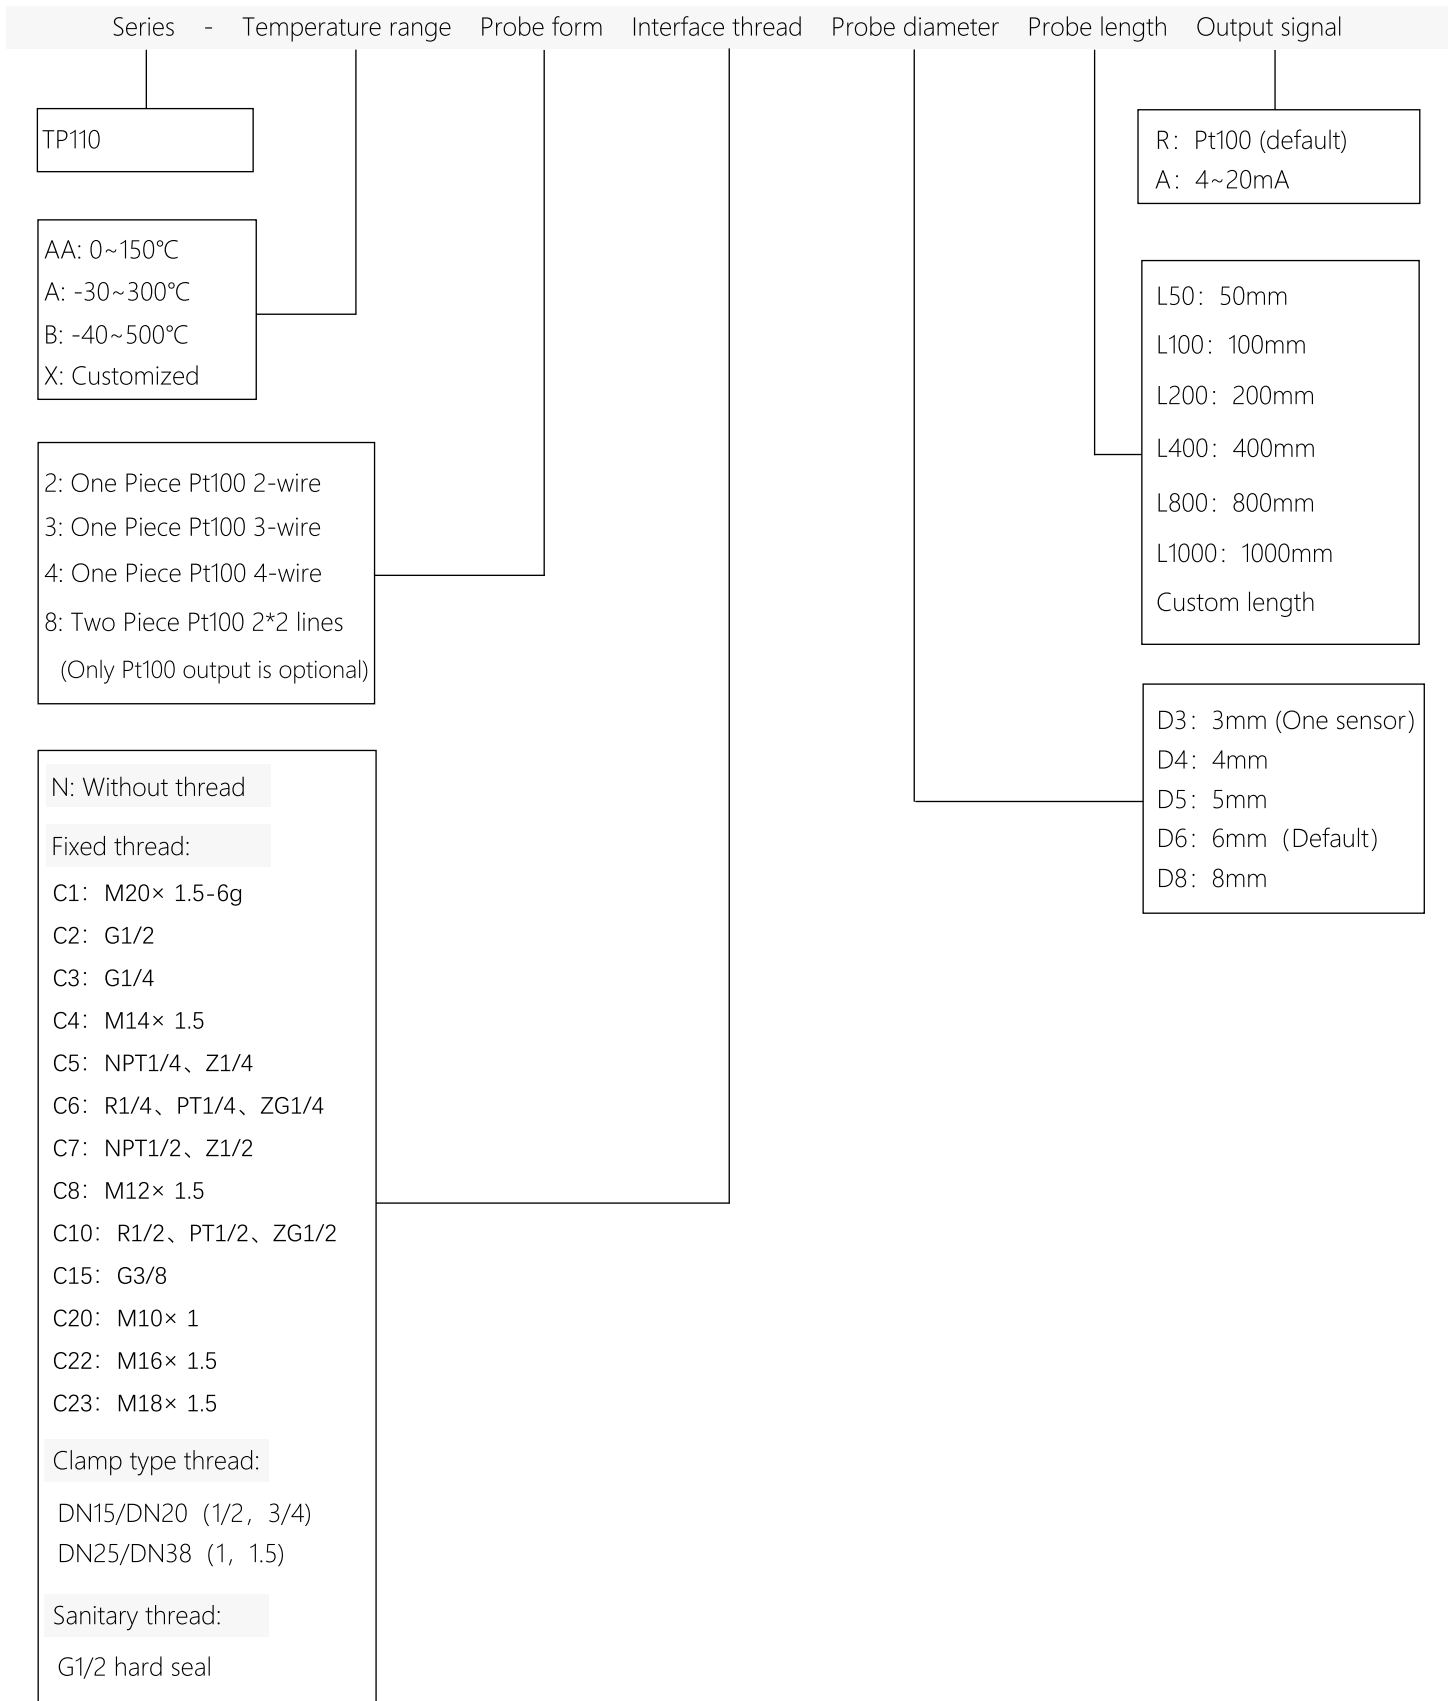 Series - Temperature range Probe form Interface thread Probe diameter Probe length Output signal
TP110
AA: 0~150℃
A: -30~300℃
B: -40~500℃
X: Customized
2: One Piece Pt100 2-wire
3: One Piece Pt100 3-wire
4: One Piece Pt100 4-wire
8: Two Piece Pt100 2*2 lines
(Only Pt100 output is optional)
N: Without thread
Fixed thread:
C1： M20× 1.5-6g
C2： G1/2
C3： G1/4
C4： M14× 1.5
C5： NPT1/4、Z1/4
C6： R1/4、PT1/4、ZG1/4
C7： NPT1/2、Z1/2
C8： M12× 1.5
C10： R1/2、PT1/2、ZG1/2
C15： G3/8
C20： M10× 1
C22： M16× 1.5
C23： M18× 1.5
Clamp type thread:
DN15/DN20（1/2，3/4)
DN25/DN38（1，1.5)
Sanitary thread:
G1/2 hard seal
R： Pt100 (default)
A： 4~20mA
L50：50mm
L100：100mm
L200：200mm
L400：400mm
L800：800mm
L1000：1000mm
Custom length
D3：3mm (One sensor)
D4：4mm
D5：5mm
D6：6mm（Default)
D8：8mm